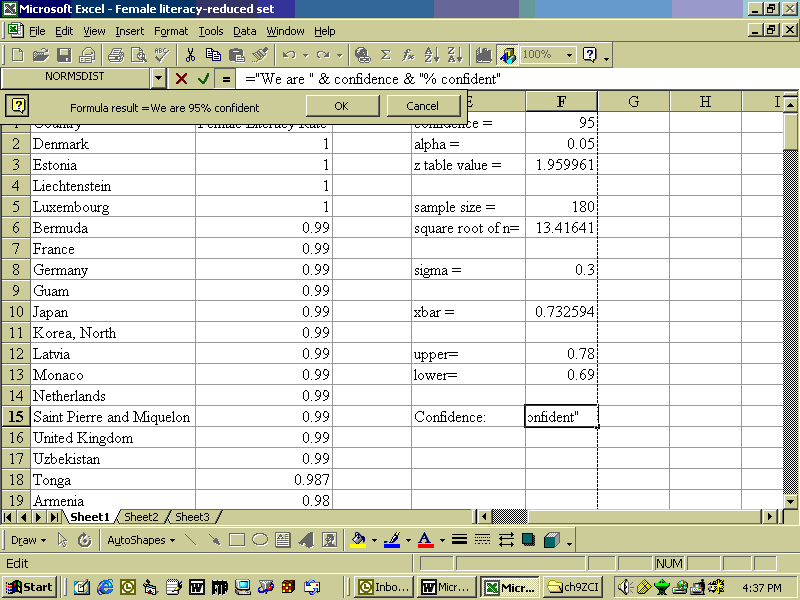 Microsoft Excel - Female literacy-reduced set
File Edit View Insert Format Tools Data Window Help
100%
NORMSDIST = ="We are " & confidence & "% confident"
Formula result =We are 95% confident OK Cancel
F G H I
1 Country Female Literacy Rate confidence = 95
2 Denmark 1 alpha = 0.05
3 Estonia 1 z table value = 1.959961
4 Liechtenstein 1
5 Luxembourg 1 sample size = 180
6 Bermuda 0.99 square root of n= 13.41641
7 France 0.99
8 Germany 0.99 sigma = 0.3
9 Guam 0.99
10 Japan 0.99 xbar = 0.732594
11 Korea, North 0.99
12 Latvia 0.99 upper= 0.78
13 Monaco 0.99 lower= 0.69
14 Netherlands 0.99
15 Saint Pierre and Miquelon 0.99 Confidence: onfident"
16 United Kingdom 0.99
17 Uzbekistan 0.99
18 Tonga 0.987
19 Armenia 0.98
Sheet1 Sheet2 Sheet3
Draw AutoShapes
Edit NUM
Start Inbo... Micr... Micr... ch9ZCI 4:37 PM